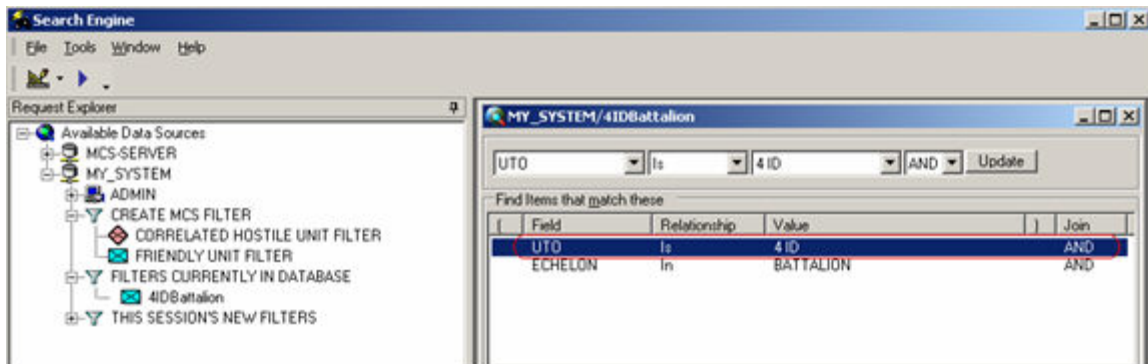 Search Engine
File Tools Window Help
Request Explorer
Available Data Sources
MCS-SERVER
MY_SYSTEM
ADMIN
CREATE MCS FILTER
CORRELATED HOSTILE UNIT FILTER
FRIENDLY UNIT FILTER
FILTERS CURRENTLY IN DATABASE
4IDBattalion
THIS SESSION'S NEW FILTERS
MY_SYSTEM/4IDBattalion
UTO Is 4 ID AND Update
Find Items that match these
( Field Relationship Value ) Join
UTO Is 4 ID AND
ECHELON In BATTALION AND